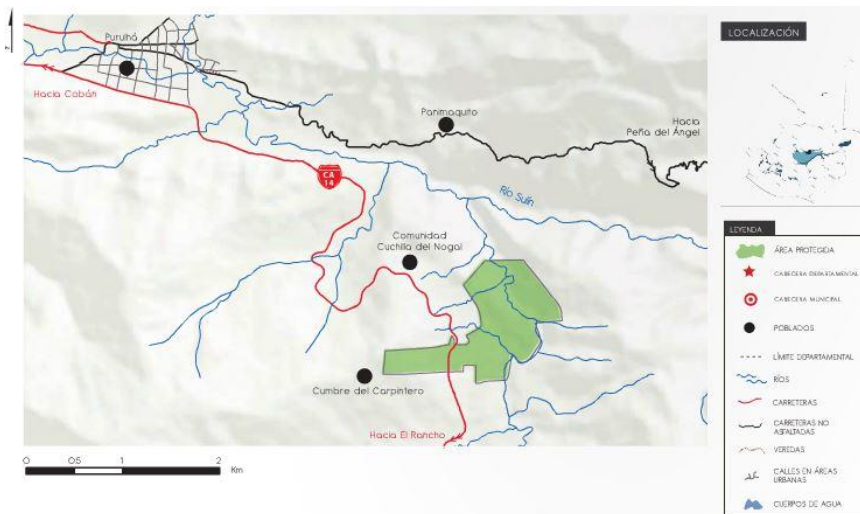 Z
Purulhá
Hacia Cobán
Panimaquito
Hacia
Peña del Ángel
CA
14
Río Sulín
Comunidad
Cuchilla del Nogal
Cumbre del Carpintero
Hacia El Rancho
0 0.5 1 2
Km
LOCALIZACIÓN
LEYENDA
ÁREA PROTEGIDA
CABECERA DEPARTAMENTAL
CABECERA MUNICIPAL
POBLADOS
LÍMITE DEPARTAMENTAL
RÍOS
CARRETERAS
CARRETERAS NO
ASFALTADAS
VEREDAS
CALLES EN ÁREAS
URBANAS
CUERPOS DE AGUA